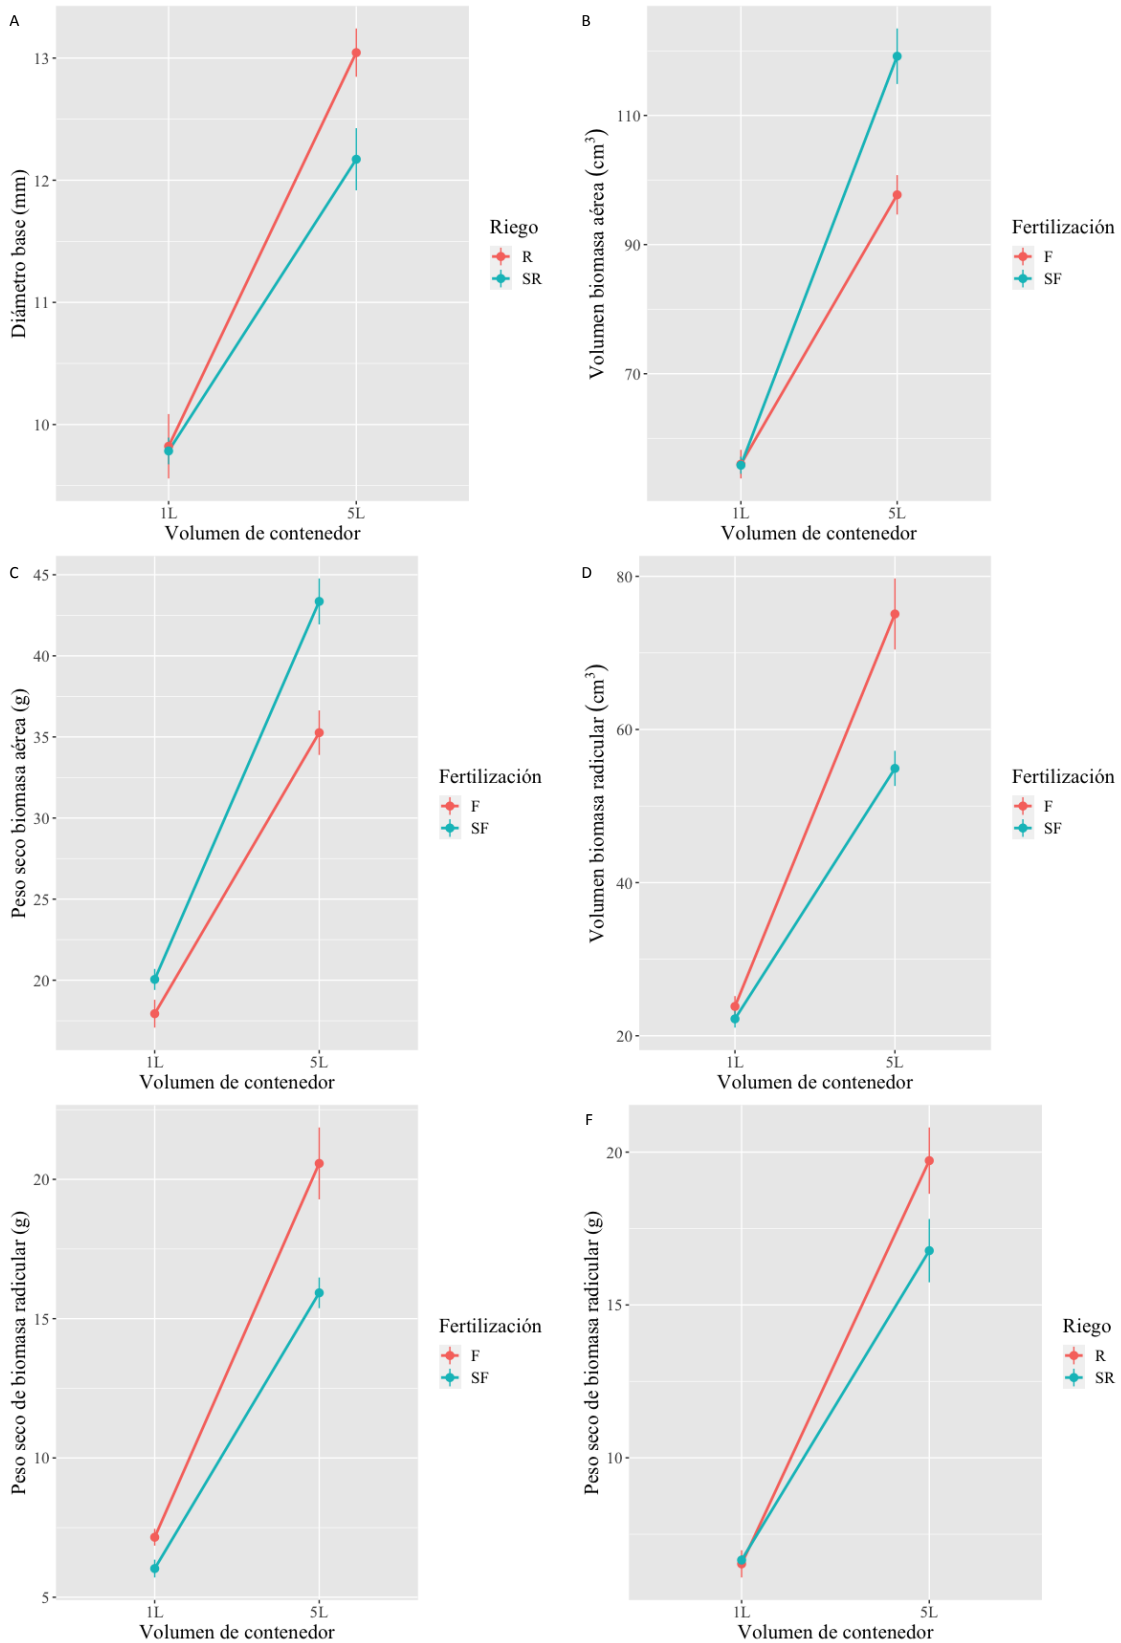 A
13
12
11
10
Diámetro base (mm)
1L
5L
Volumen de contenedor
Riego
R
SR
B
110
90
70
Volumen biomasa aérea (cm³)
1L
5L
Volumen de contenedor
Fertilización
F
SF
C
45
40
35
30
25
20
Peso seco biomasa aérea (g)
1L
5L
Volumen de contenedor
Fertilización
F
SF
D
80
60
40
20
Volumen biomasa radicular (cm³)
1L
5L
Volumen de contenedor
Fertilización
F
SF
20
15
10
5
Peso seco de biomasa radicular (g)
1L
5L
Volumen de contenedor
Fertilización
F
SF
F
20
15
10
Peso seco de biomasa radicular (g)
1L
5L
Volumen de contenedor
Riego
R
SR